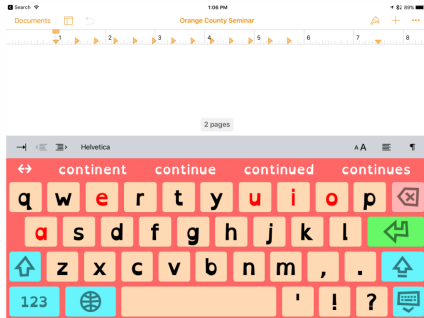 Search 1:06 PM 89%
Documents Orange County Seminar
1 2 3 4 5 6 7 8
2 pages
Helvetica A A ¶
continent continue continued continues
q w e r t y u i o p
a s d f g h j k l
z x c v b n m , .
123 ' ! ?